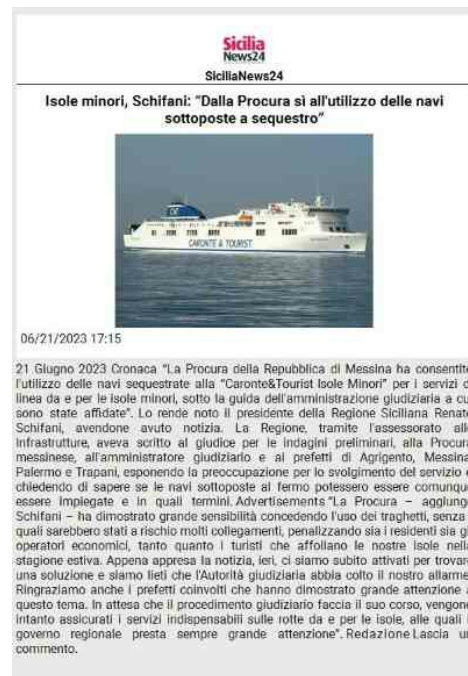 Sicilia
News24
SiciliaNews24
Isole minori, Schifani: “Dalla Procura sì all'utilizzo delle navi
sottoposte a sequestro”
CARONTE & TOURIST
06/21/2023 17:15
21 Giugno 2023 Cronaca “La Procura della Repubblica di Messina ha consentito
l'utilizzo delle navi sequestrate alla “Caronte&Tourist Isole Minori” per i servizi d
linea da e per le isole minori, sotto la guida dell'amministrazione giudiziaria a cu
sono state affidate”. Lo rende noto il presidente della Regione Siciliana Renato
Schifani, avendone avuto notizia. La Regione, tramite l'assessorato alle
Infrastrutture, aveva scritto al giudice per le indagini preliminari, alla Procura
messinese, all'amministratore giudiziario e ai prefetti di Agrigento, Messina
Palermo e Trapani, esponendo la preoccupazione per lo svolgimento del servizio e
chiedendo di sapere se le navi sottoposte al fermo potessero essere comunque
essere impiegate e in quali termini. Advertisements “La Procura – aggiunge
Schifani – ha dimostrato grande sensibilità concedendo l'uso dei traghetti, senza i
quali sarebbero stati a rischio molti collegamenti, penalizzando sia i residenti sia gl
operatori economici, tanto quanto i turisti che affollano le nostre isole nella
stagione estiva. Appena appresa la notizia, ieri, ci siamo subito attivati per trovare
una soluzione e siamo lieti che l'Autorità giudiziaria abbia colto il nostro allarme
Ringraziamo anche i prefetti coinvolti che hanno dimostrato grande attenzione a
questo tema. In attesa che il procedimento giudiziario faccia il suo corso, vengono
intanto assicurati i servizi indispensabili sulle rotte da e per le isole, alle quali i
governo regionale presta sempre grande attenzione”. Redazione Lascia un
commento.